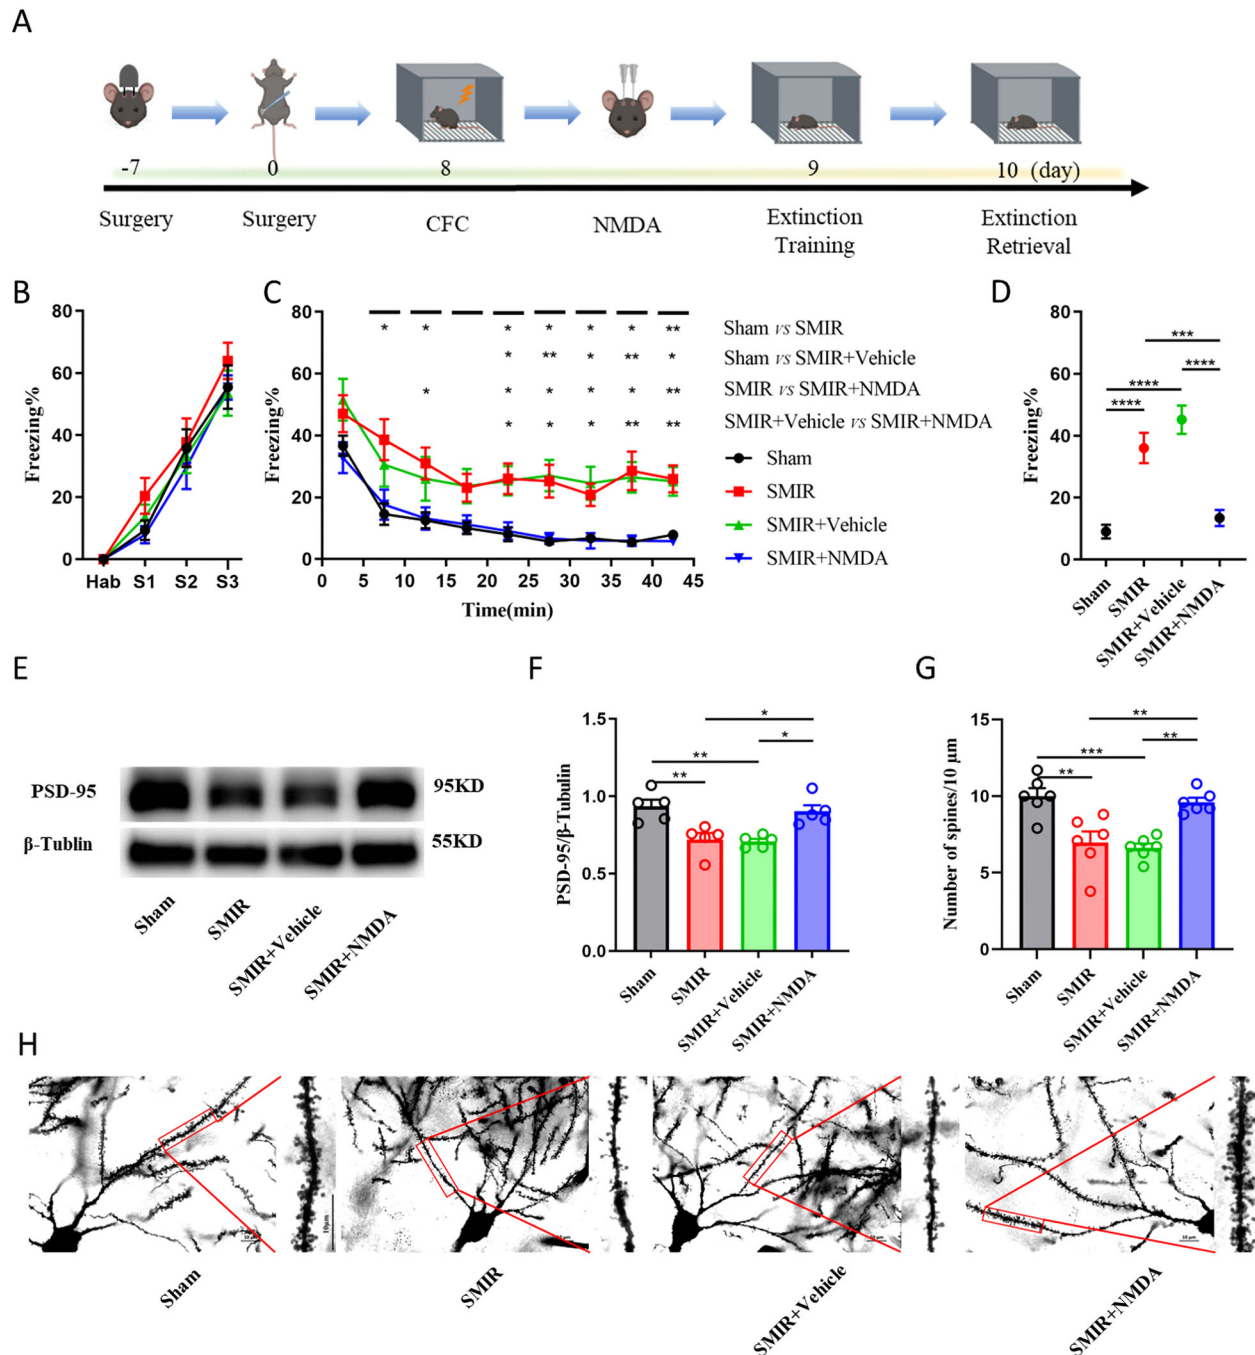 A
-7
0
8
9
10 (day)
Surgery
Surgery
CFC
NMDA
Extinction
Training
Extinction
Retrieval
B
Freezing%
80
60
40
20
0
Hab
S1
S2
S3
C
Freezing%
80
60
40
20
0
0
5
10
15
20
25
30
35
40
45
Time(min)
* * * * * * **
Sham vs SMIR
* ** * ** *
Sham vs SMIR+Vehicle
* * * * * **
SMIR vs SMIR+NMDA
* * * ** **
SMIR+Vehicle vs SMIR+NMDA
Sham
SMIR
SMIR+Vehicle
SMIR+NMDA
D
Freezing%
80
60
40
20
0
***
****
****
****
Sham
SMIR
SMIR+Vehicle
SMIR+NMDA
E
PSD-95
95KD
β-Tublin
55KD
Sham
SMIR
SMIR+Vehicle
SMIR+NMDA
F
PSD-95/β-Tubulin
1.5
1.0
0.5
0.0
*
*
**
**
Sham
SMIR
SMIR+Vehicle
SMIR+NMDA
G
Number of spines/10 μm
15
10
5
0
**
**
***
**
Sham
SMIR
SMIR+Vehicle
SMIR+NMDA
H
10μm
10 μm
Sham
SMIR
SMIR+Vehicle
SMIR+NMDA